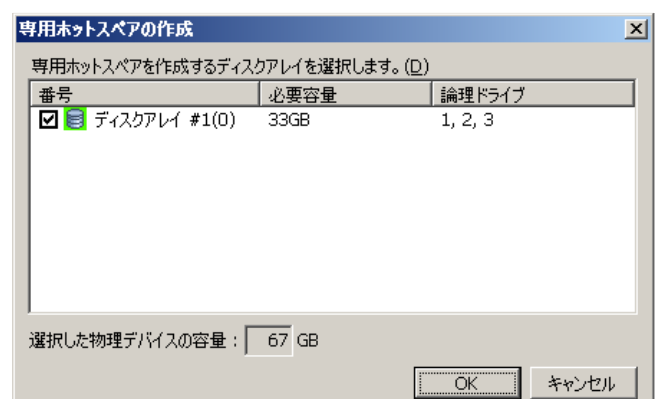 専用ホットスペアの作成
専用ホットスペアを作成するディスクアレイを選択します。(D)
番号 必要容量 論理ドライブ
ディスクアレイ #1(0) 33GB 1, 2, 3
選択した物理デバイスの容量： 67 GB
OK キャンセル